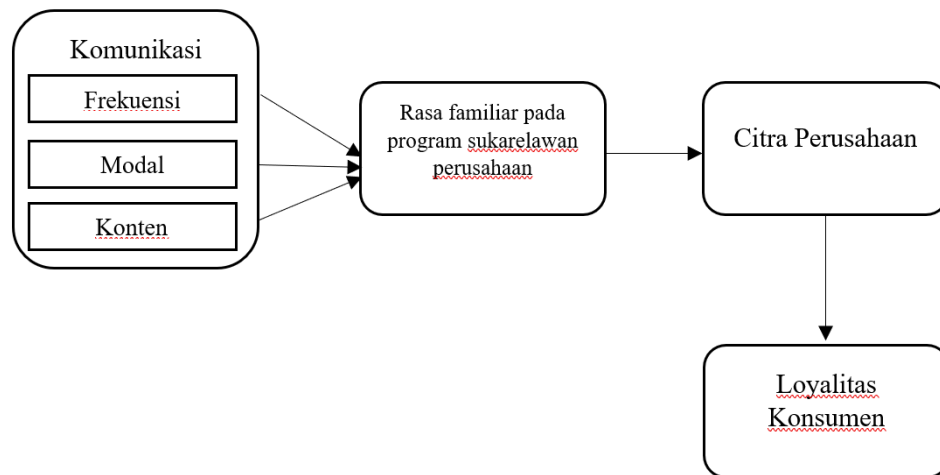 Komunikasi
Frekuensi
Modal
Konten
Rasa familiar pada
program sukarelawan
perusahaan
Citra Perusahaan
Loyalitas
Konsumen